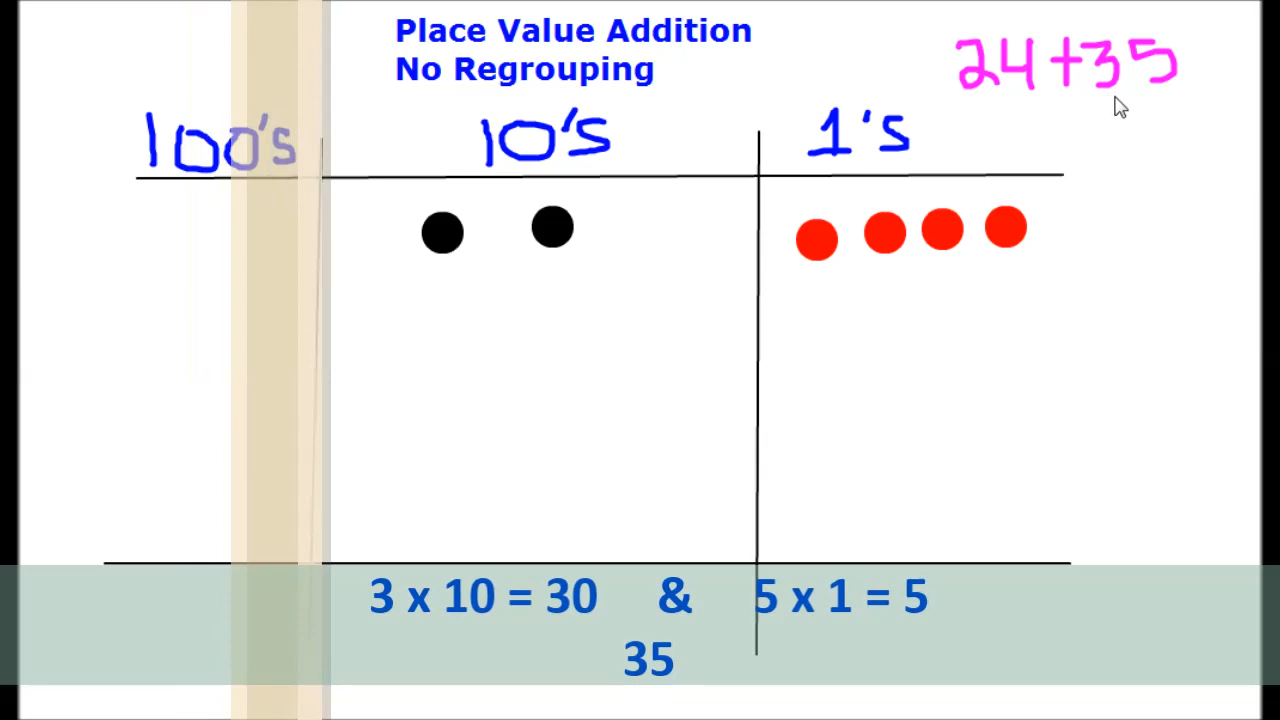 Place Value Addition
No Regrouping
24+35
100's 10's 1's
3 x 10 = 30 & 5 x 1 = 5
35